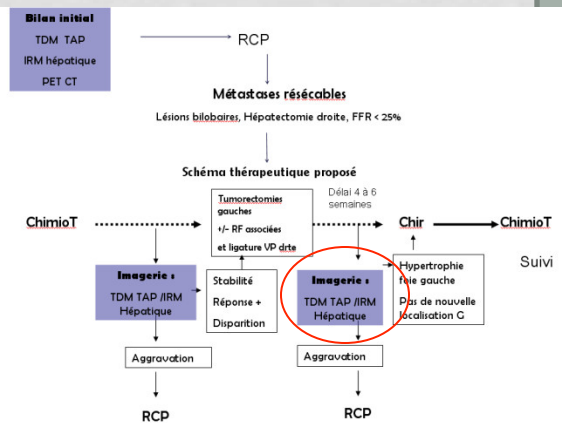 Bilan initial
TDM TAP
IRM hépatique
PET CT
RCP
Métastases résécables
Lésions bilobaires, Hépatectomie droite, FFR < 25%
Schéma thérapeutique proposé
Délai 4 à 6
semaines
ChimioT
Tumorectomies
gauches
+/- RF associées
et ligature VP drte
Chir
ChimioT
Suivi
Imagerie :
TDM TAP /IRM
Hépatique
Stabilité
Réponse +
Disparition
Imagerie :
TDM TAP /IRM
Hépatique
Hypertrophie
foie gauche
Pas de nouvelle
localisation G
Aggravation
Aggravation
RCP
RCP